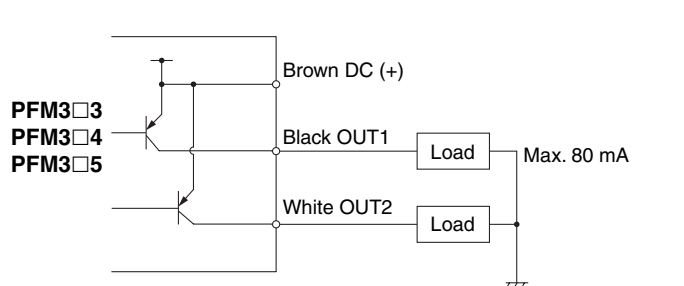 Brown DC (+)
PFM3□3
PFM3□4
PFM3□5
Black OUT1
Load
Max. 80 mA
White OUT2
Load